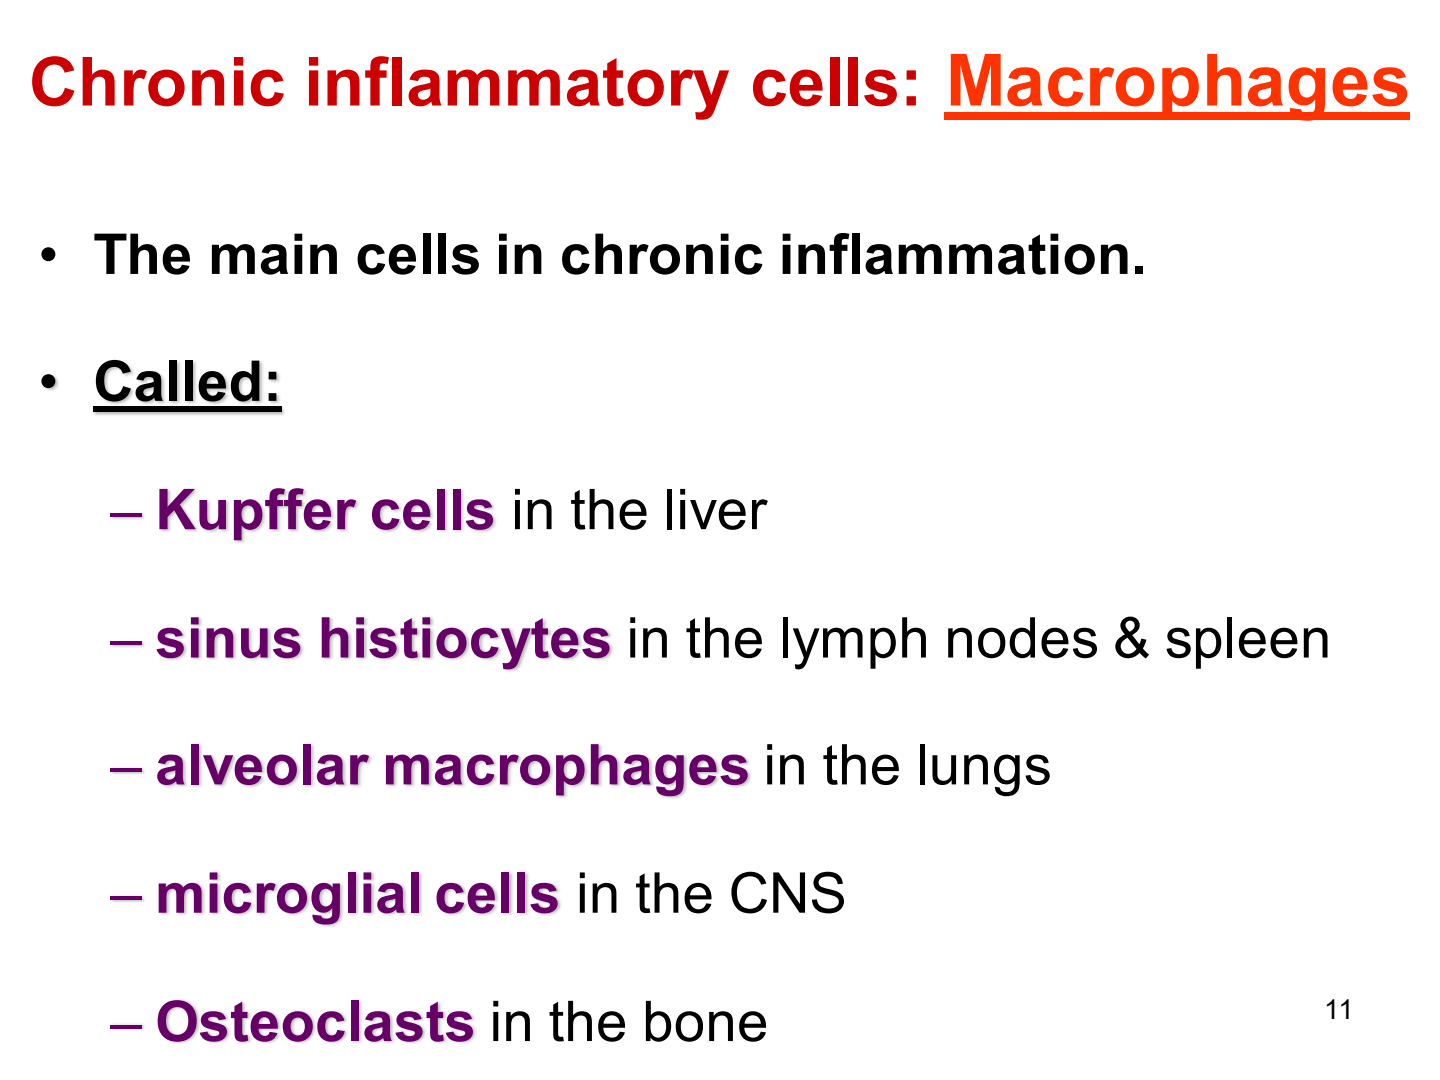 Chronic inflammatory cells: Macrophages
• The main cells in chronic inflammation.
• Called:
– Kupffer cells in the liver
– sinus histiocytes in the lymph nodes & spleen
– alveolar macrophages in the lungs
– microglial cells in the CNS
– Osteoclasts in the bone
11